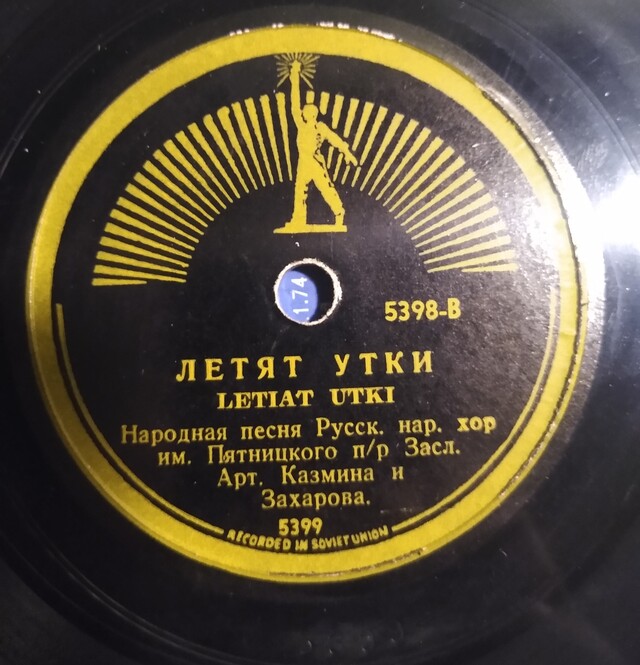 1.74
5398-B
ЛЕТЯТ УТКИ
LETIAT UTKI
Народная песня Русск. нар. хор
им. Пятницкого п/р Засл.
Арт. Казмина и
Захарова.
5399
RECORDED IN SOVIET UNION